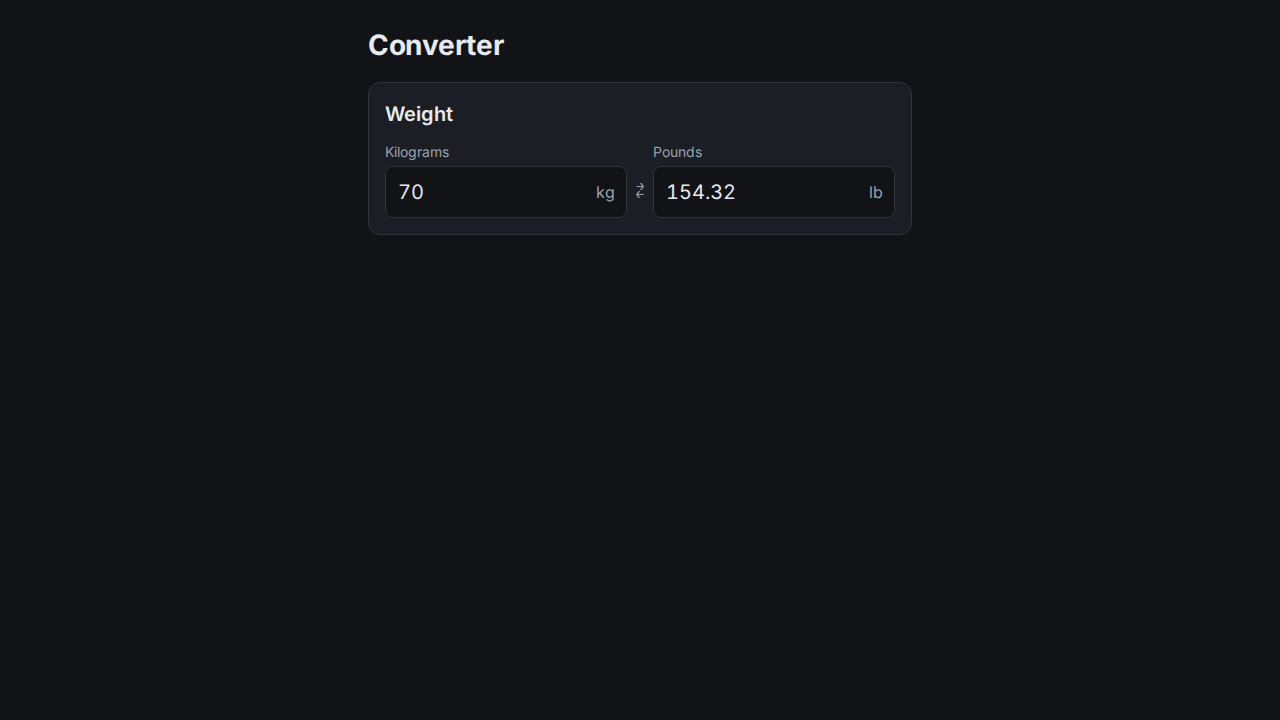 Converter
Weight
Kilograms
Pounds
70 kg ⇄ 154.32 lb